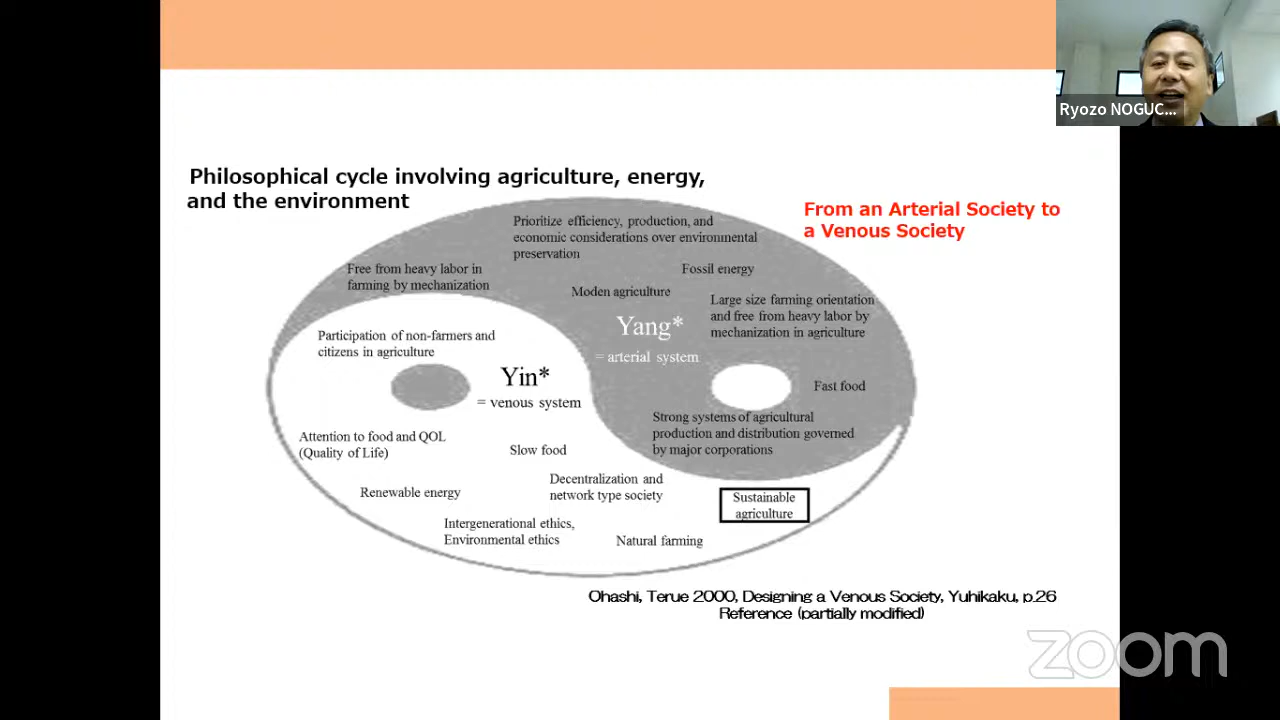 Ryozo NOGUC...
Philosophical cycle involving agriculture, energy,
and the environment
From an Arterial Society to
a Venous Society
Prioritize efficiency, production, and
economic considerations over environmental
preservation
Free from heavy labor in
farming by mechanization
Fossil energy
Moden agriculture
Large size farming orientation
and free from heavy labor by
mechanization in agriculture
Yang*
= arterial system
Participation of non-farmers and
citizens in agriculture
Yin*
= venous system
Fast food
Strong systems of agricultural
production and distribution governed
by major corporations
Attention to food and QOL
(Quality of Life)
Slow food
Decentralization and
network type society
Renewable energy
Sustainable
agriculture
Intergenerational ethics,
Environmental ethics
Natural farming
Ohashi, Terue 2000, Designing a Venous Society, Yuhikaku, p.26
Reference (partially modified)
zoom